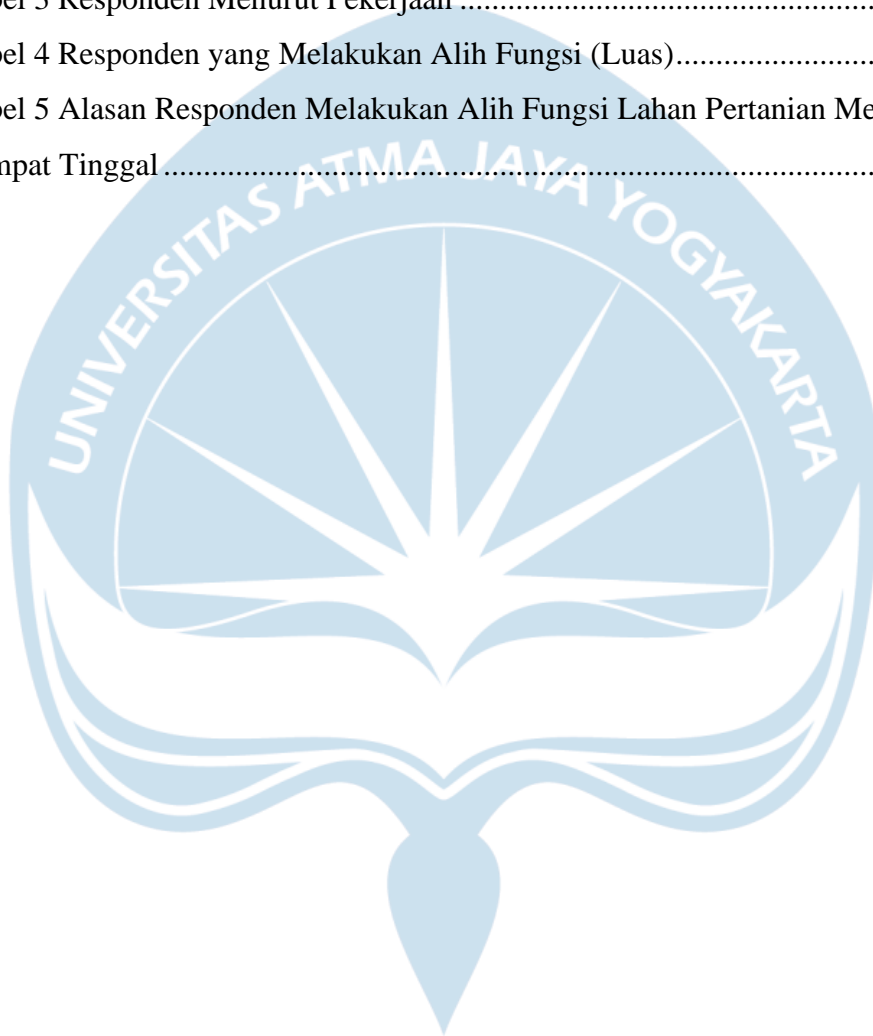 bel 3 Responden Menurut Pekerjaan ....................................................
bel 4 Responden yang Melakukan Alih Fungsi (Luas).........................
bel 5 Alasan Responden Melakukan Alih Fungsi Lahan Pertanian Me
mpat Tinggal .........................................................................................
UNIVERSITAS ATMA JAYA YOGYAKARTA